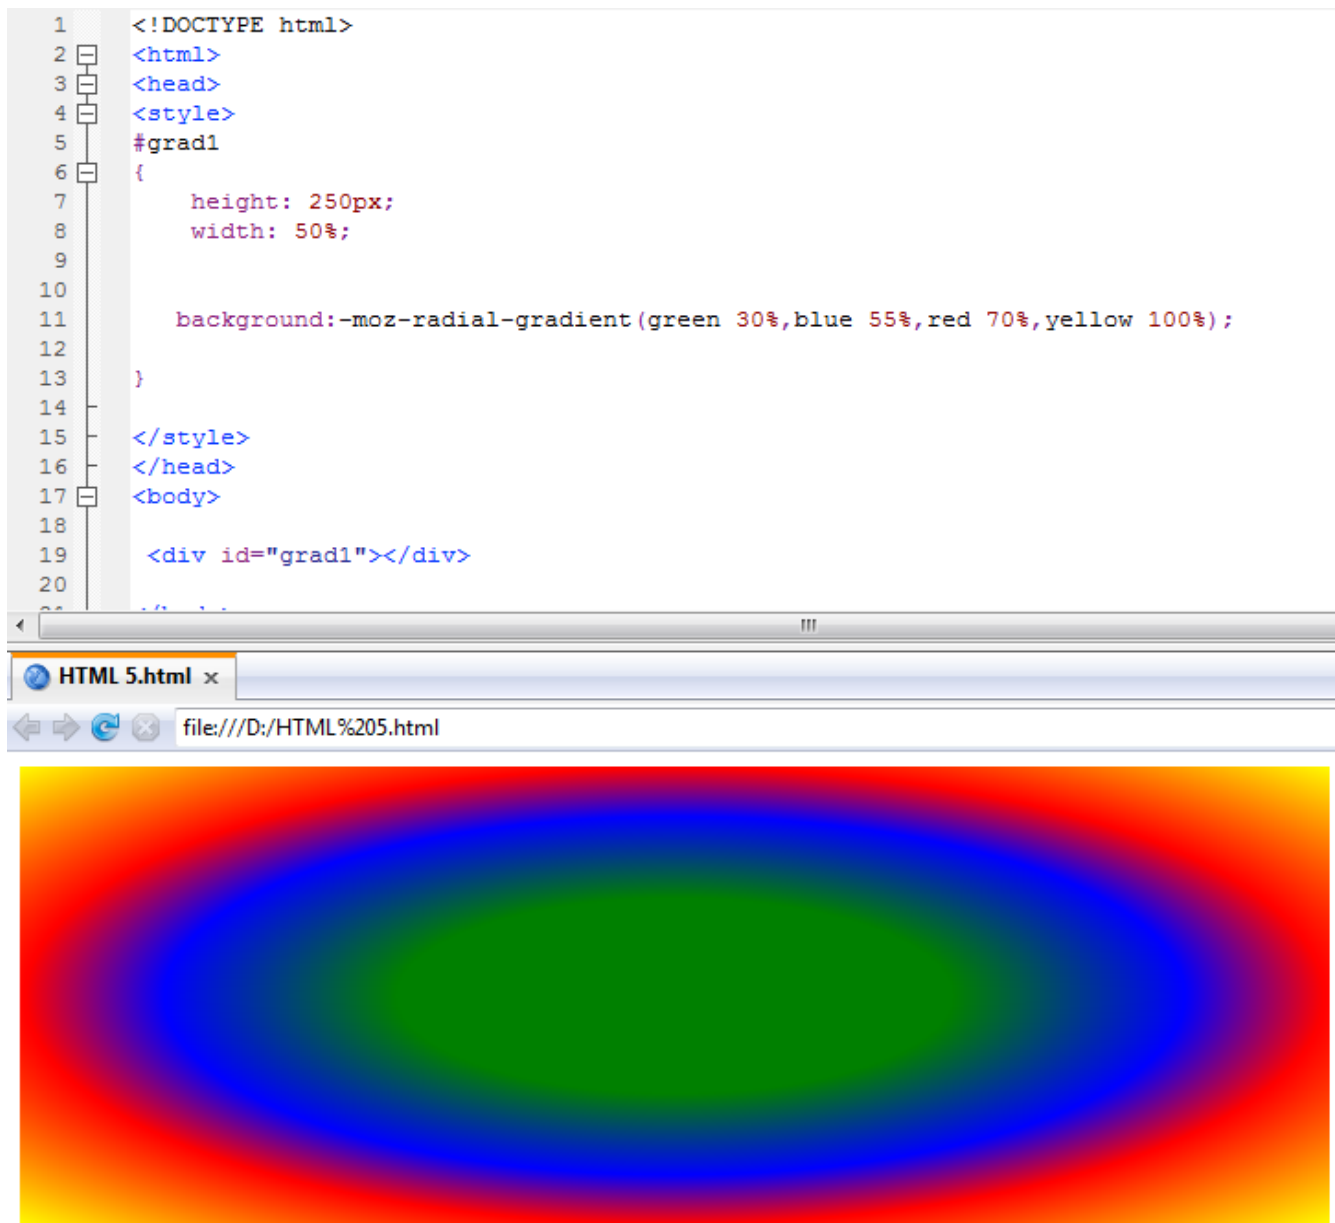 1 <!DOCTYPE html>
2 <html>
3 <head>
4 <style>
5 #grad1
6 {
7 height: 250px;
8 width: 50%;
9
10
11 background:-moz-radial-gradient(green 30%,blue 55%,red 70%,yellow 100%);
12
13 }
14
15 </style>
16 </head>
17 <body>
18
19 <div id="grad1"></div>
20
HTML 5.html x
file:///D:/HTML%205.html